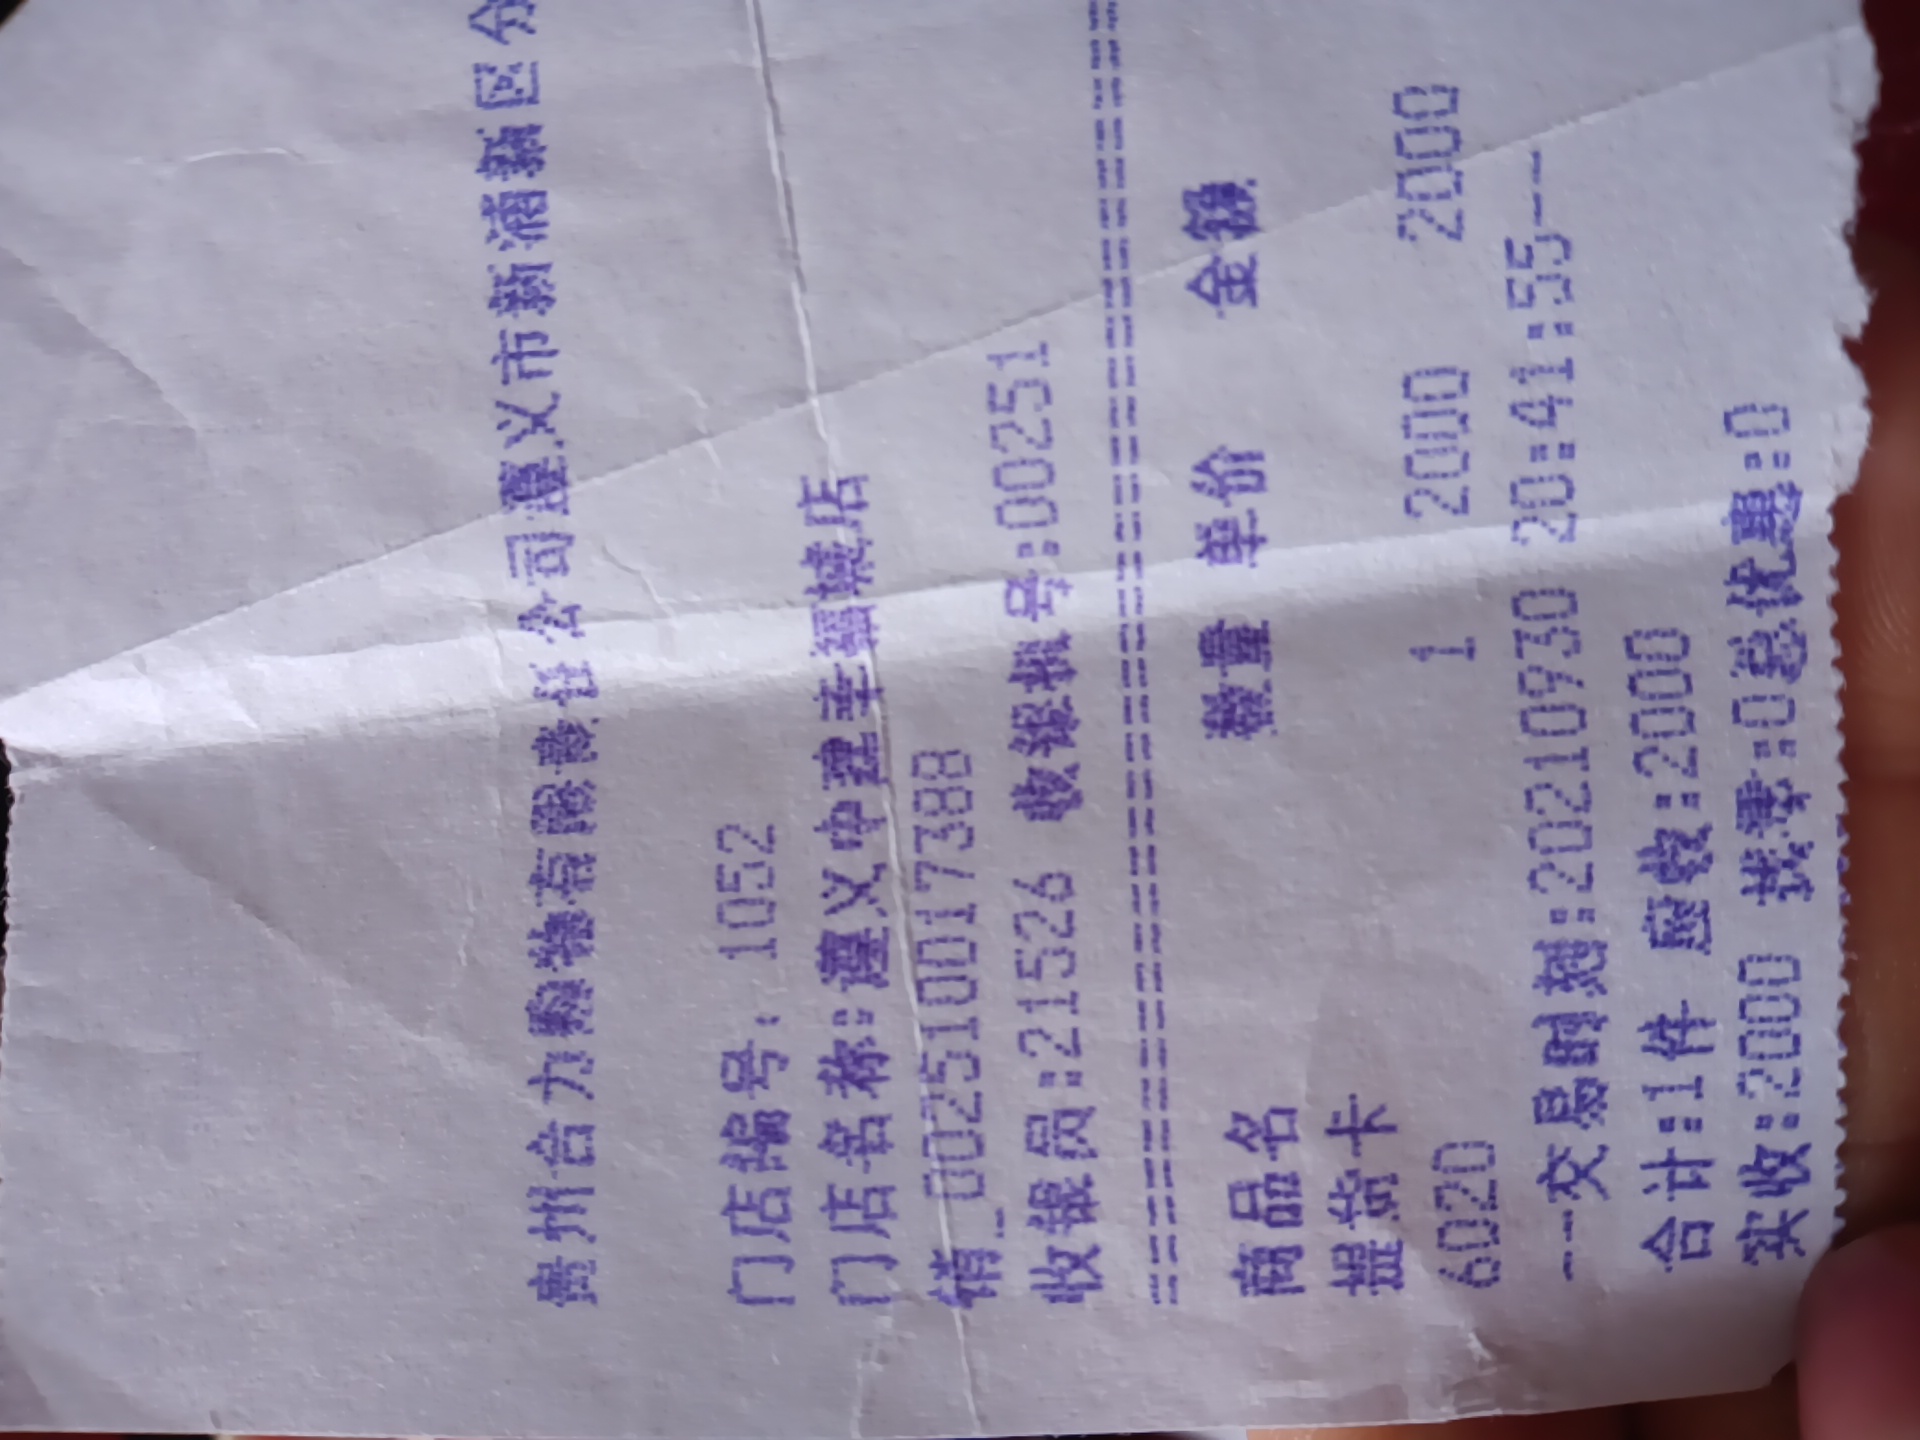 贵州合力购物有限责任公司遵义市新浦新区分
门店编号: 1052
门店名称:遵义中建幸福城店
销_0025100017388
收银员:21526 收银机号:00251
商品名 数量 单价 金额
提货卡
6020 1 2000 2000
--交易时刻:20210930 20:41:55--
合计:1件 应收:2000
实收:2000 找零:0总优惠:0